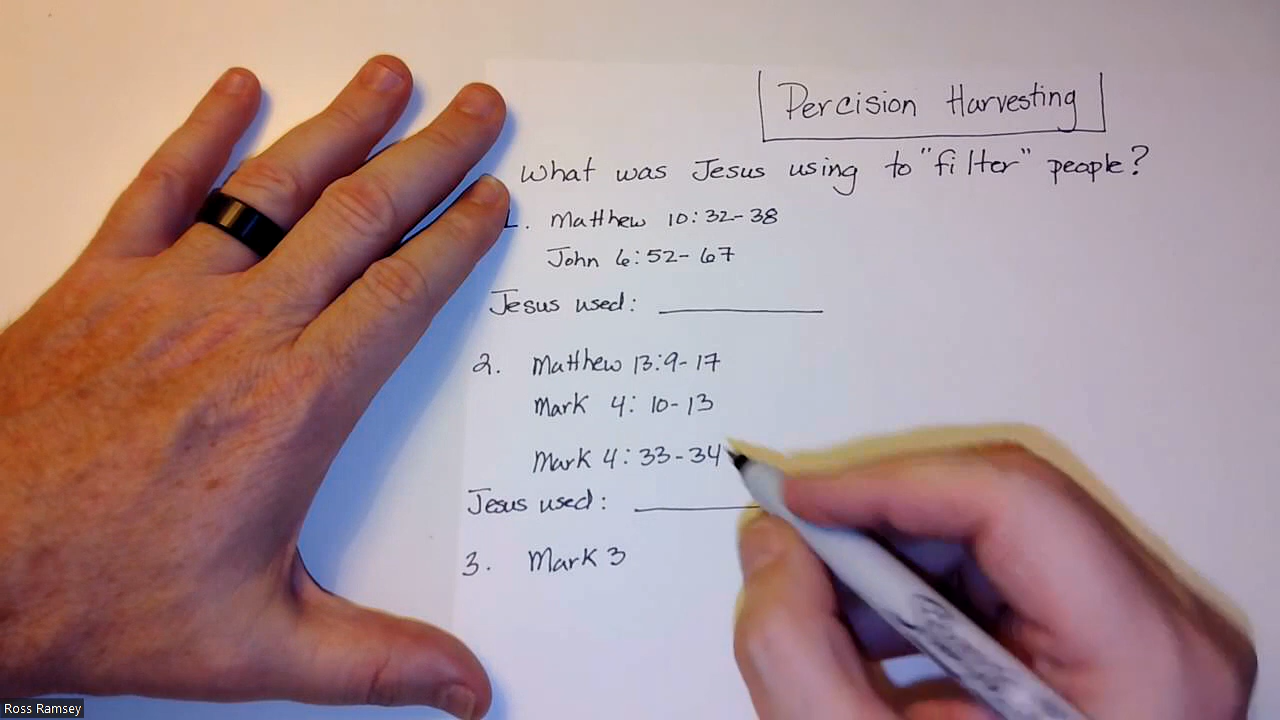 Percision Harvesting
What was Jesus using to "filter" people?
1. Matthew 10:32-38
John 6:52-67
Jesus used:
2. Matthew 13:9-17
Mark 4:10-13
Mark 4:33-34
Jesus used:
3. Mark 3
Ross Ramsey